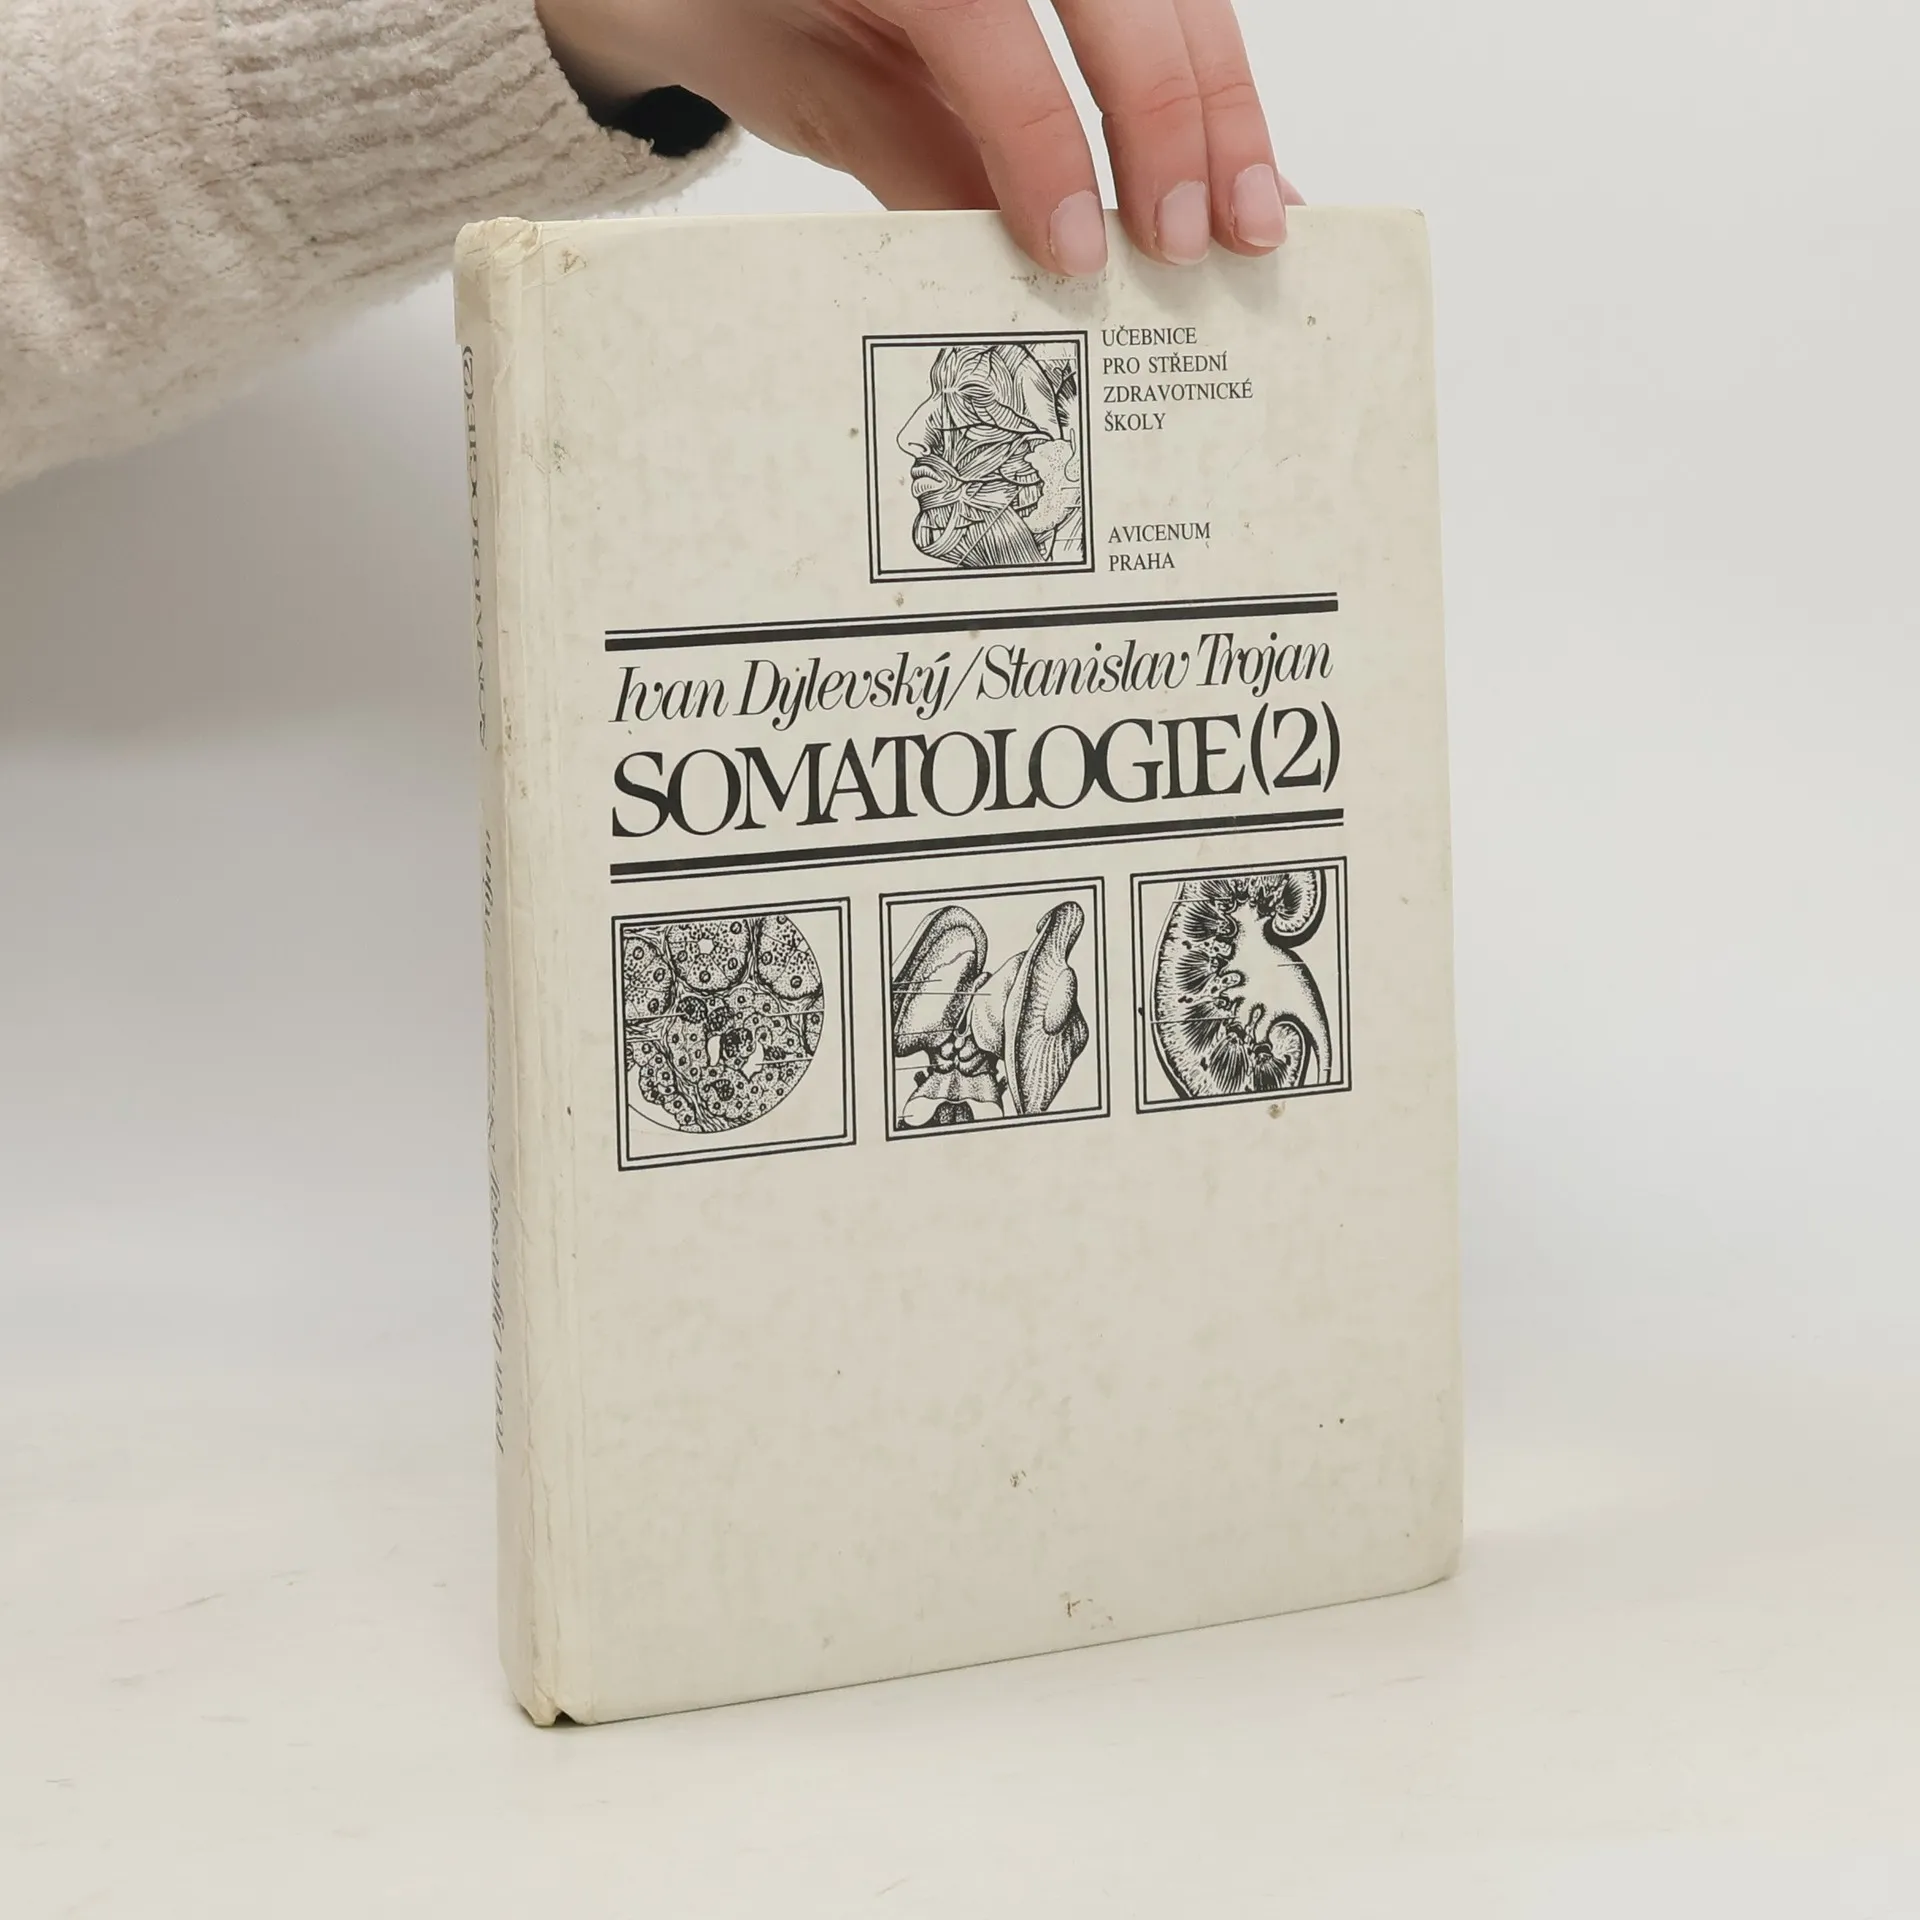 UČEBNICE
PRO STŘEDNÍ
ZDRAVOTNICKÉ
ŠKOLY
AVICENUM
PRAHA
Ivan Dylevský/Stanislav Trojan
SOMATOLOGIE(2)